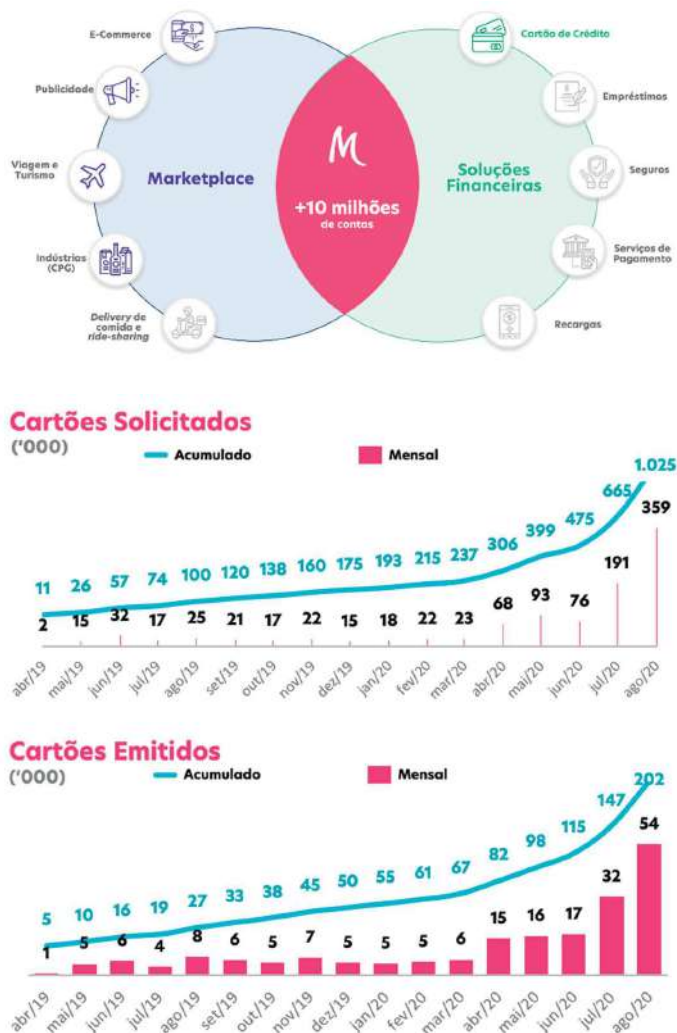 E-Commerce
Cartão de Crédito
Publicidade
Empréstimos
Viagem e
Turismo
Marketplace
M
+10 milhões
de contas
Soluções
Financeiras
Seguros
Indústrias
(CPG)
Serviços de
Pagamento
Delivery de
comida e
ride-sharing
Recargas
Cartões Solicitados
('000)
Acumulado
Mensal
11 26 57 74 100 120 138 160 175 193 215 237 306 399 475 665 1.025
2 15 32 17 25 21 17 22 15 18 22 23 68 93 76 191 359
abr/19 mai/19 jun/19 jul/19 ago/19 set/19 out/19 nov/19 dez/19 jan/20 fev/20 mar/20 abr/20 mai/20 jun/20 jul/20 ago/20
Cartões Emitidos
('000)
Acumulado
Mensal
5 10 16 19 27 33 38 45 50 55 61 67 82 98 115 147 202
1 5 6 4 8 6 5 7 5 5 5 6 15 16 17 32 54
abr/19 mai/19 jun/19 jul/19 ago/19 set/19 out/19 nov/19 dez/19 jan/20 fev/20 mar/20 abr/20 mai/20 jun/20 jul/20 ago/20